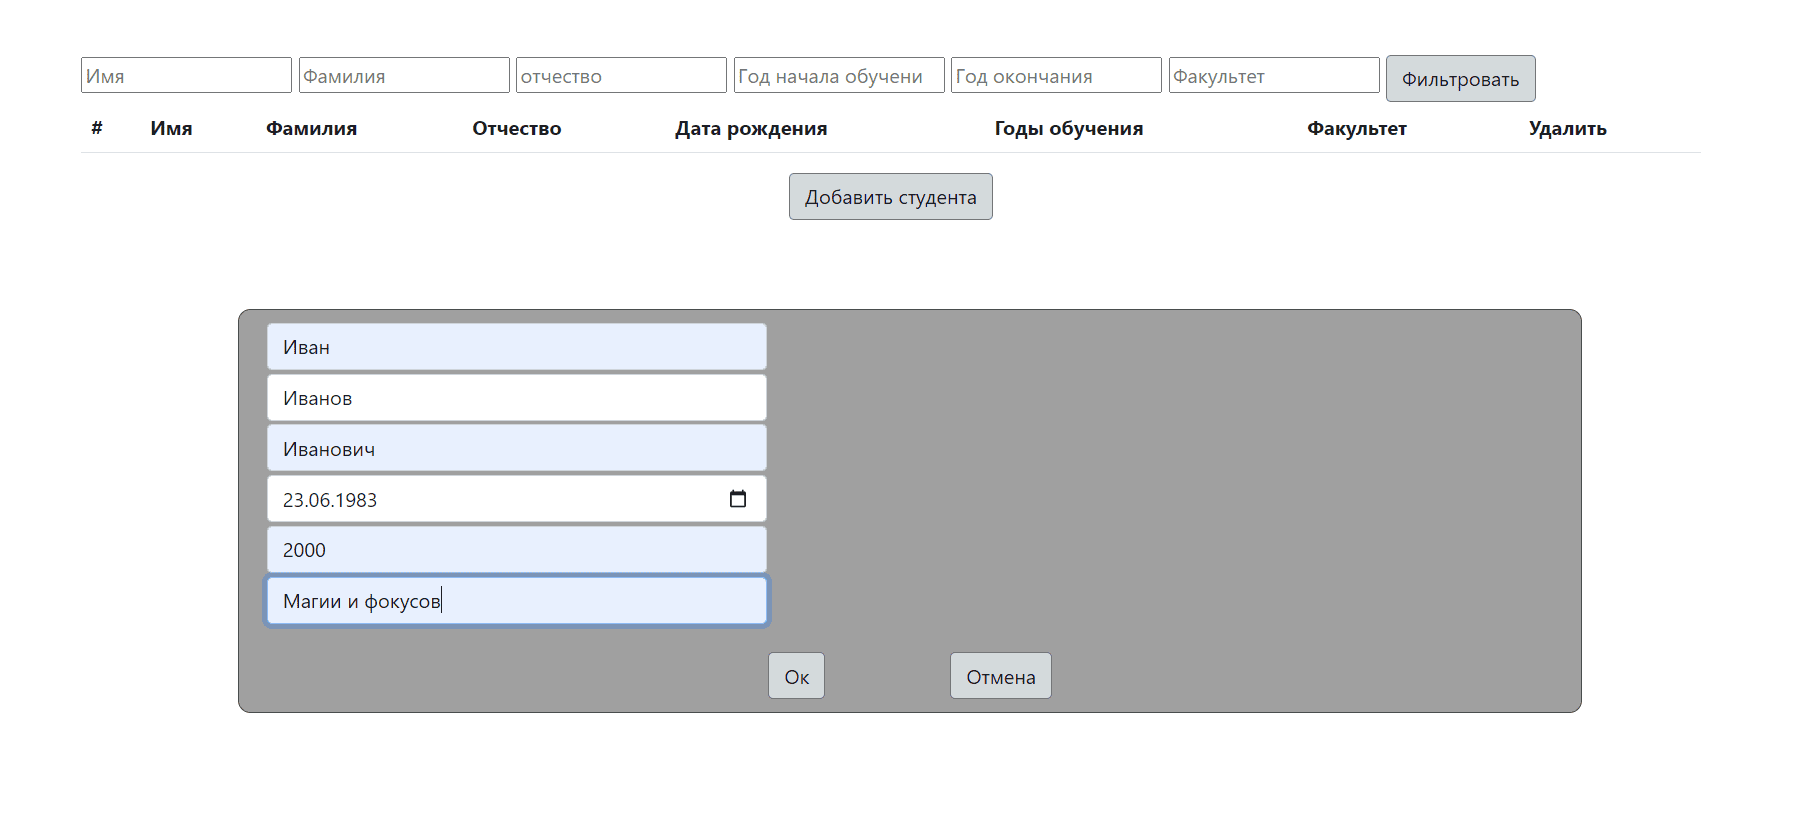 Имя Фамилия отчество Год начала обучени Год окончания Факультет Фильтровать
# Имя Фамилия Отчество Дата рождения Годы обучения Факультет Удалить
Добавить студента
Иван
Иванов
Иванович
23.06.1983
2000
Магии и фокусов
Ок Отмена